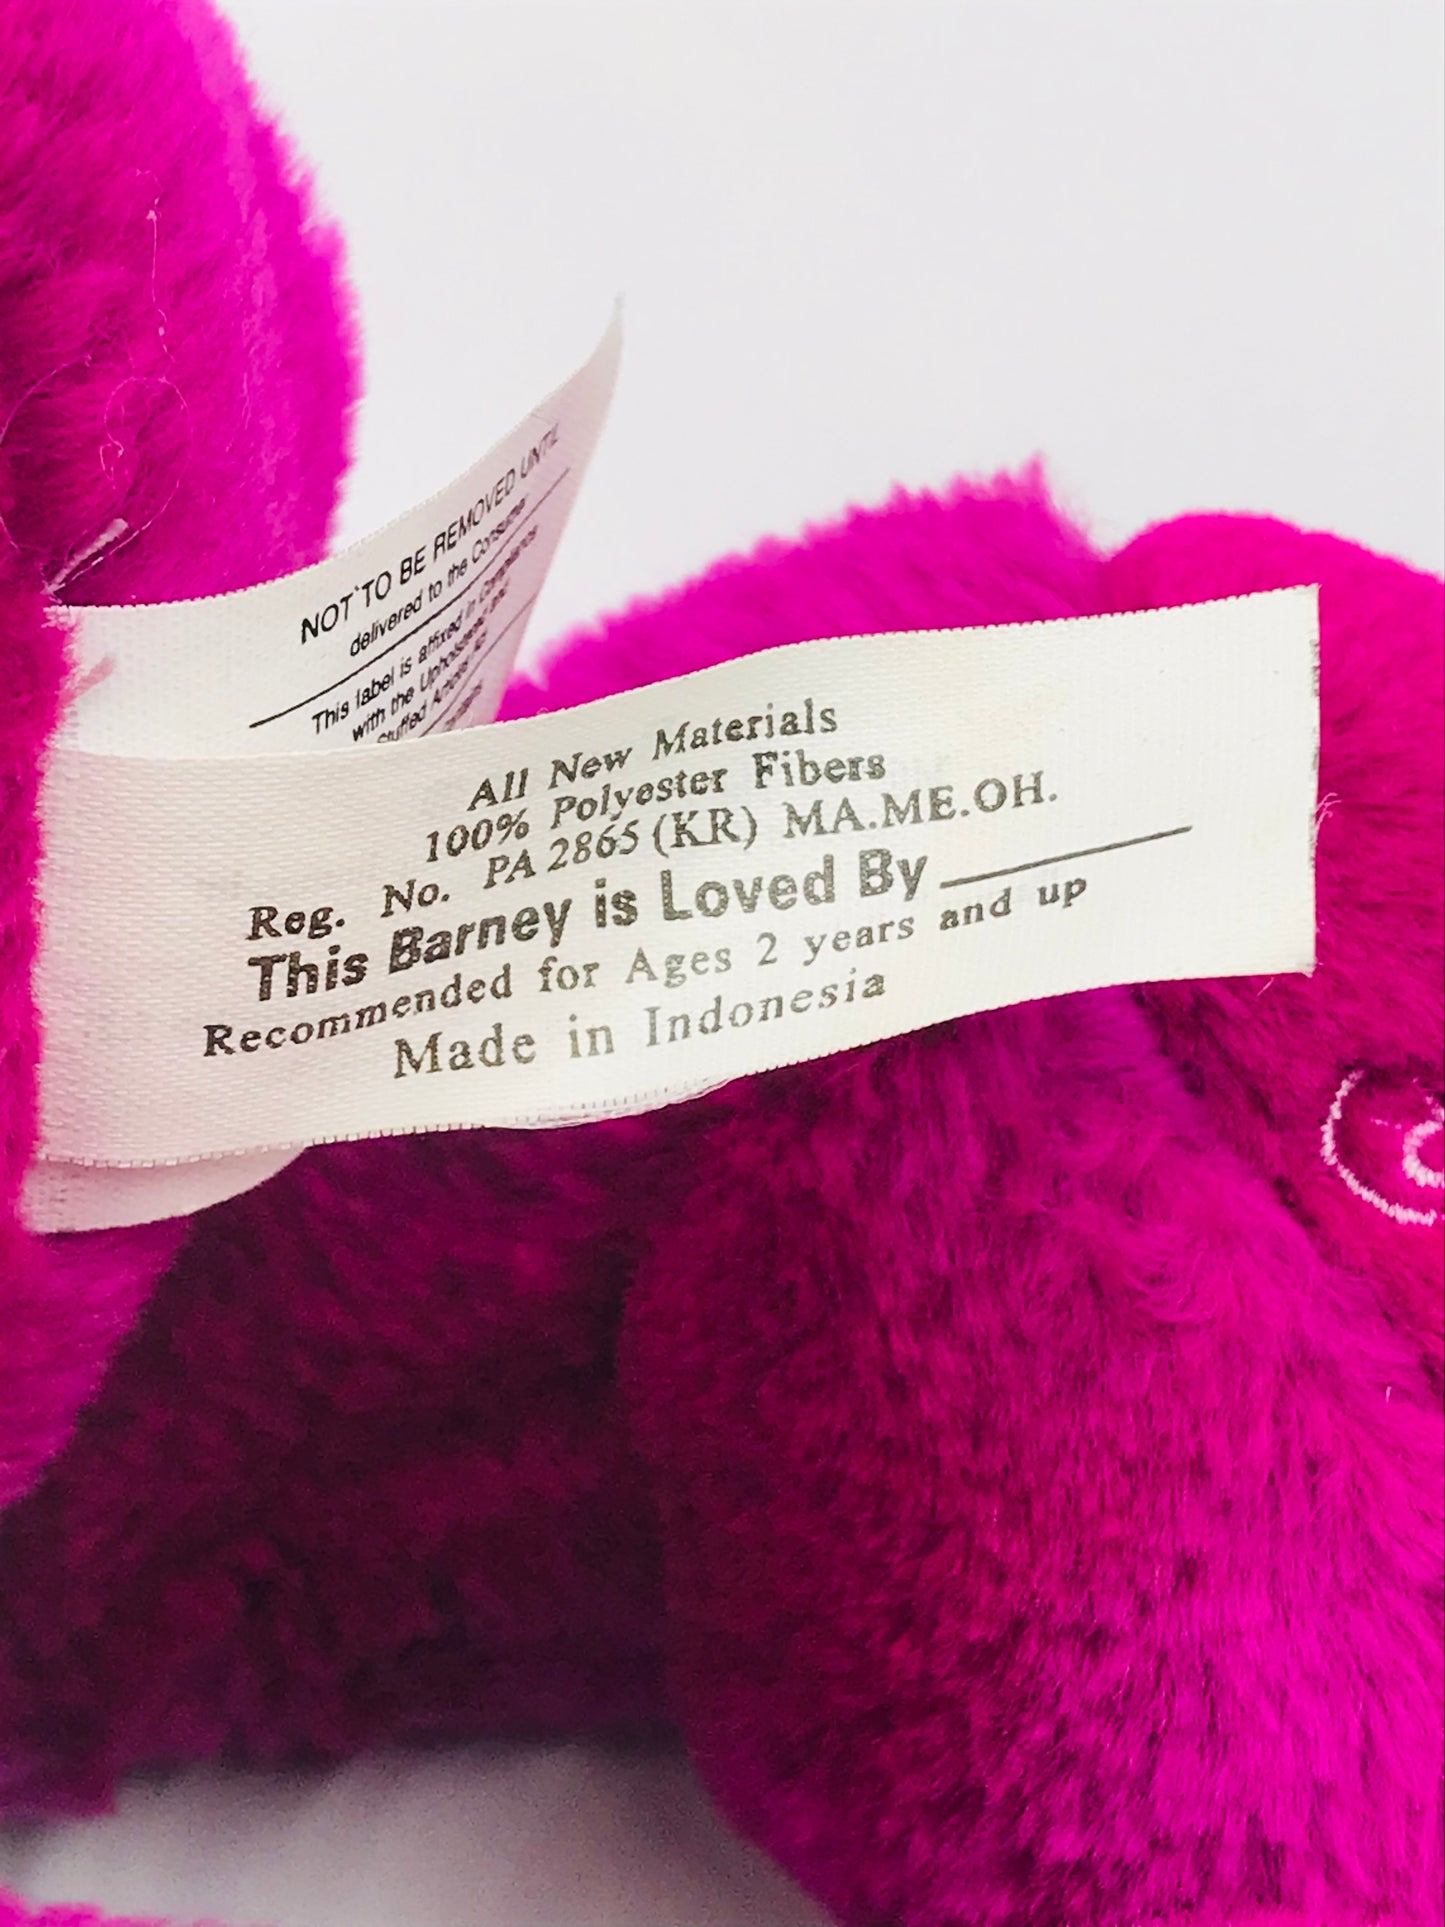 NOT TO BE REMOVED UNTIL
delivered to the Consumer
This label is affixed in Compliance
with the Upholstered and
Stuffed Articles Act
All New Materials
100% Polyester Fibers
Reg. No. PA 2865 (KR) MA.ME.OH.
This Barney is Loved By
Recommended for Ages 2 years and up
Made in Indonesia